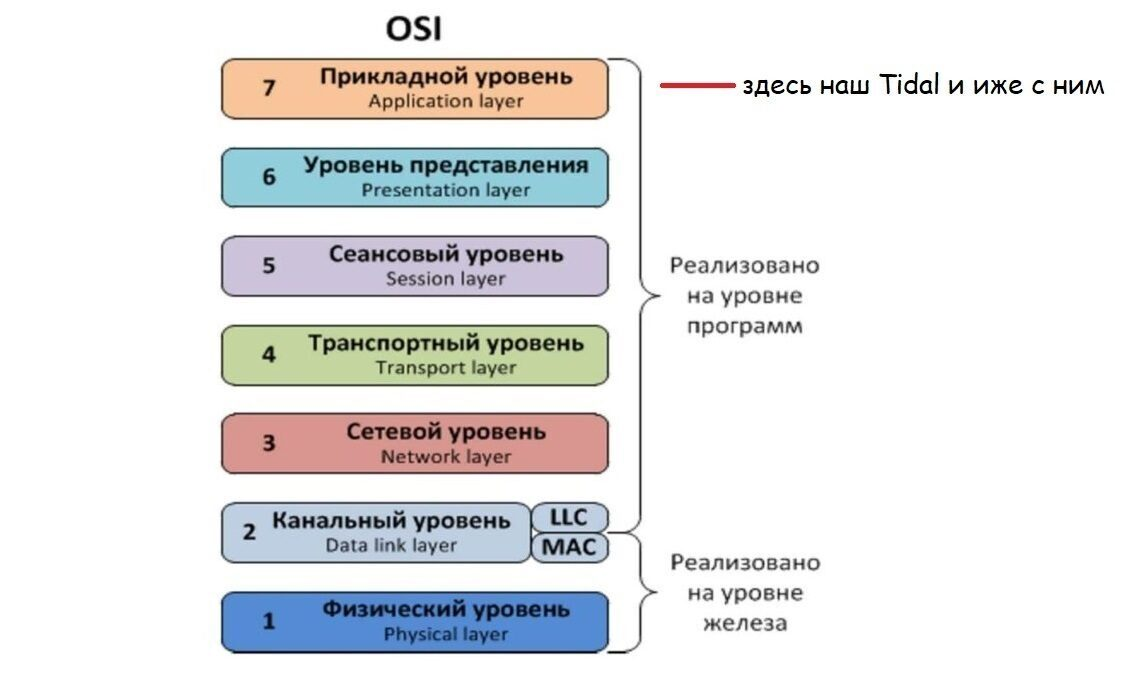 OSI
7 Прикладной уровень
Application layer
здесь наш Tidal и иже с ним
6 Уровень представления
Presentation layer
5 Сеансовый уровень
Session layer
Реализовано
на уровне
программ
4 Транспортный уровень
Transport layer
3 Сетевой уровень
Network layer
2 Канальный уровень
Data link layer
LLC
MAC
Реализовано
на уровне
железа
1 Физический уровень
Physical layer